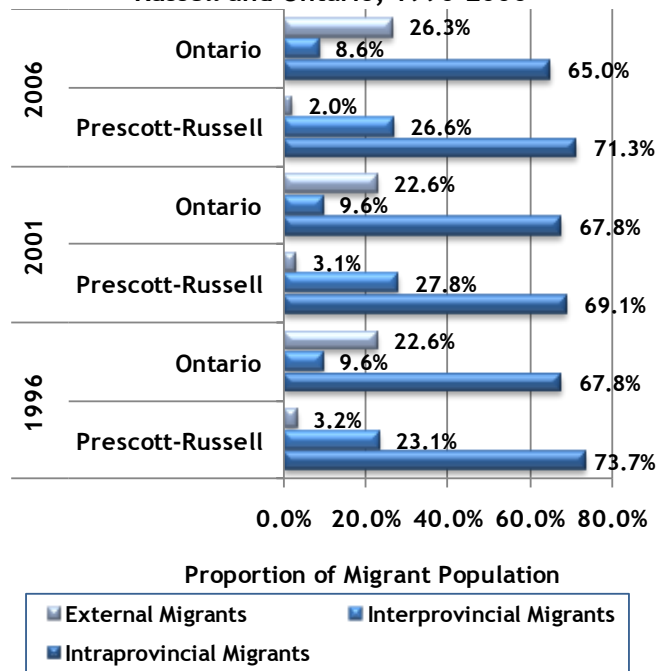 26.3%
Ontario
8.6%
65.0%
2006
2.0%
Prescott-Russell
26.6%
71.3%
22.6%
Ontario
9.6%
67.8%
2001
3.1%
Prescott-Russell
27.8%
69.1%
22.6%
Ontario
9.6%
67.8%
1996
3.2%
Prescott-Russell
23.1%
73.7%
0.0% 20.0% 40.0% 60.0% 80.0%
Proportion of Migrant Population
External Migrants Interprovincial Migrants
Intraprovincial Migrants